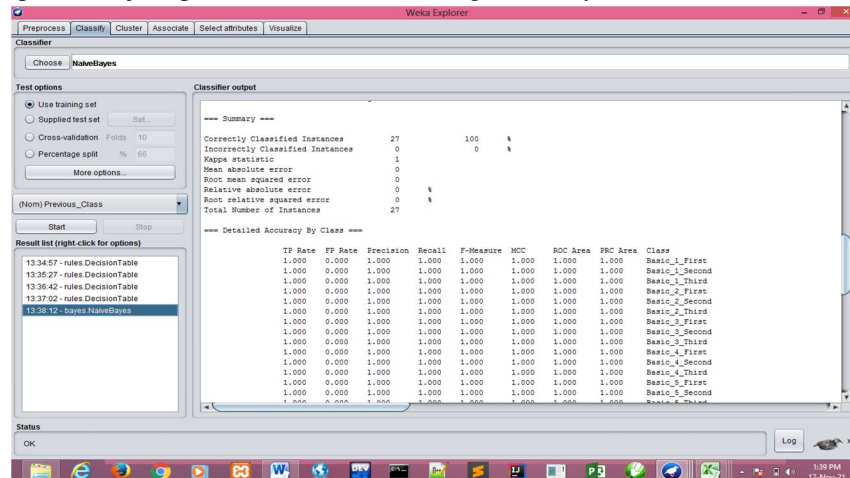 Weka Explorer
Preprocess Classify Cluster Associate Select attributes Visualize
Classifier
Choose NaiveBayes
Test options
Use training set
Supplied test set Set...
Cross-validation Folds 10
Percentage split % 66
More options...
(Nom) Previous_Class
Start Stop
Result list (right-click for options)
13:34:57 - rules.DecisionTable
13:35:27 - rules.DecisionTable
13:36:42 - rules.DecisionTable
13:37:02 - rules.DecisionTable
13:38:12 - bayes.NaiveBayes
Classifier output
=== Summary ===
Correctly Classified Instances 27 100 %
Incorrectly Classified Instances 0 0 %
Kappa statistic 1
Mean absolute error 0
Root mean squared error 0
Relative absolute error 0 %
Root relative squared error 0 %
Total Number of Instances 27
=== Detailed Accuracy By Class ===
TP Rate FP Rate Precision Recall F-Measure MCC ROC Area PRC Area Class
1.000 0.000 1.000 1.000 1.000 1.000 1.000 1.000 Basic_1_First
1.000 0.000 1.000 1.000 1.000 1.000 1.000 1.000 Basic_1_Second
1.000 0.000 1.000 1.000 1.000 1.000 1.000 1.000 Basic_1_Third
1.000 0.000 1.000 1.000 1.000 1.000 1.000 1.000 Basic_2_First
1.000 0.000 1.000 1.000 1.000 1.000 1.000 1.000 Basic_2_Second
1.000 0.000 1.000 1.000 1.000 1.000 1.000 1.000 Basic_2_Third
1.000 0.000 1.000 1.000 1.000 1.000 1.000 1.000 Basic_3_First
1.000 0.000 1.000 1.000 1.000 1.000 1.000 1.000 Basic_3_Second
1.000 0.000 1.000 1.000 1.000 1.000 1.000 1.000 Basic_3_Third
1.000 0.000 1.000 1.000 1.000 1.000 1.000 1.000 Basic_4_First
1.000 0.000 1.000 1.000 1.000 1.000 1.000 1.000 Basic_4_Second
1.000 0.000 1.000 1.000 1.000 1.000 1.000 1.000 Basic_4_Third
1.000 0.000 1.000 1.000 1.000 1.000 1.000 1.000 Basic_5_First
1.000 0.000 1.000 1.000 1.000 1.000 1.000 1.000 Basic_5_Second
Status
OK
Log
DEV
1:39 PM
17-Nov-21